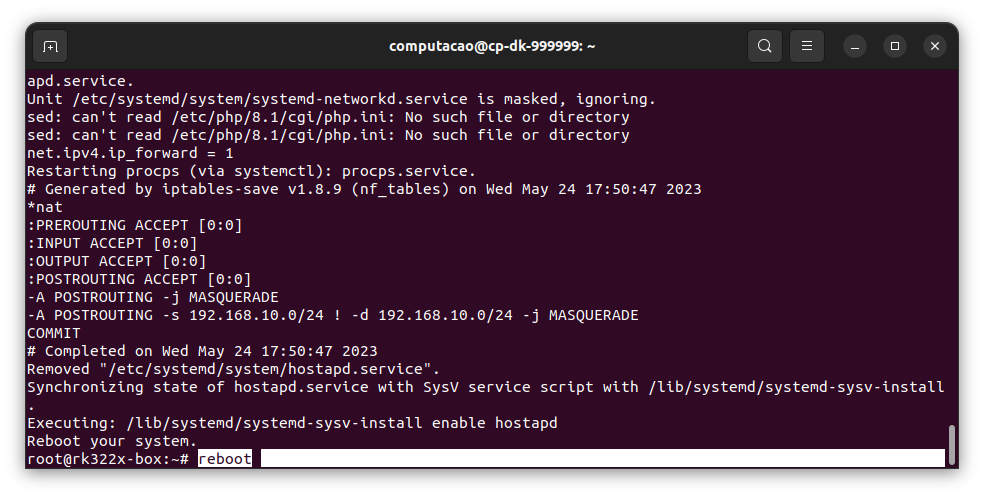 computacao@cp-dk-999999: ~
apd.service.
Unit /etc/systemd/system/systemd-networkd.service is masked, ignoring.
sed: can't read /etc/php/8.1/cgi/php.ini: No such file or directory
sed: can't read /etc/php/8.1/cgi/php.ini: No such file or directory
net.ipv4.ip_forward = 1
Restarting procps (via systemctl): procps.service.
# Generated by iptables-save v1.8.9 (nf_tables) on Wed May 24 17:50:47 2023
*nat
:PREROUTING ACCEPT [0:0]
:INPUT ACCEPT [0:0]
:OUTPUT ACCEPT [0:0]
:POSTROUTING ACCEPT [0:0]
-A POSTROUTING -j MASQUERADE
-A POSTROUTING -s 192.168.10.0/24 ! -d 192.168.10.0/24 -j MASQUERADE
COMMIT
# Completed on Wed May 24 17:50:47 2023
Removed "/etc/systemd/system/hostapd.service".
Synchronizing state of hostapd.service with SysV service script with /lib/systemd/systemd-sysv-install
.
Executing: /lib/systemd/systemd-sysv-install enable hostapd
Reboot your system.
root@rk322x-box:~# reboot